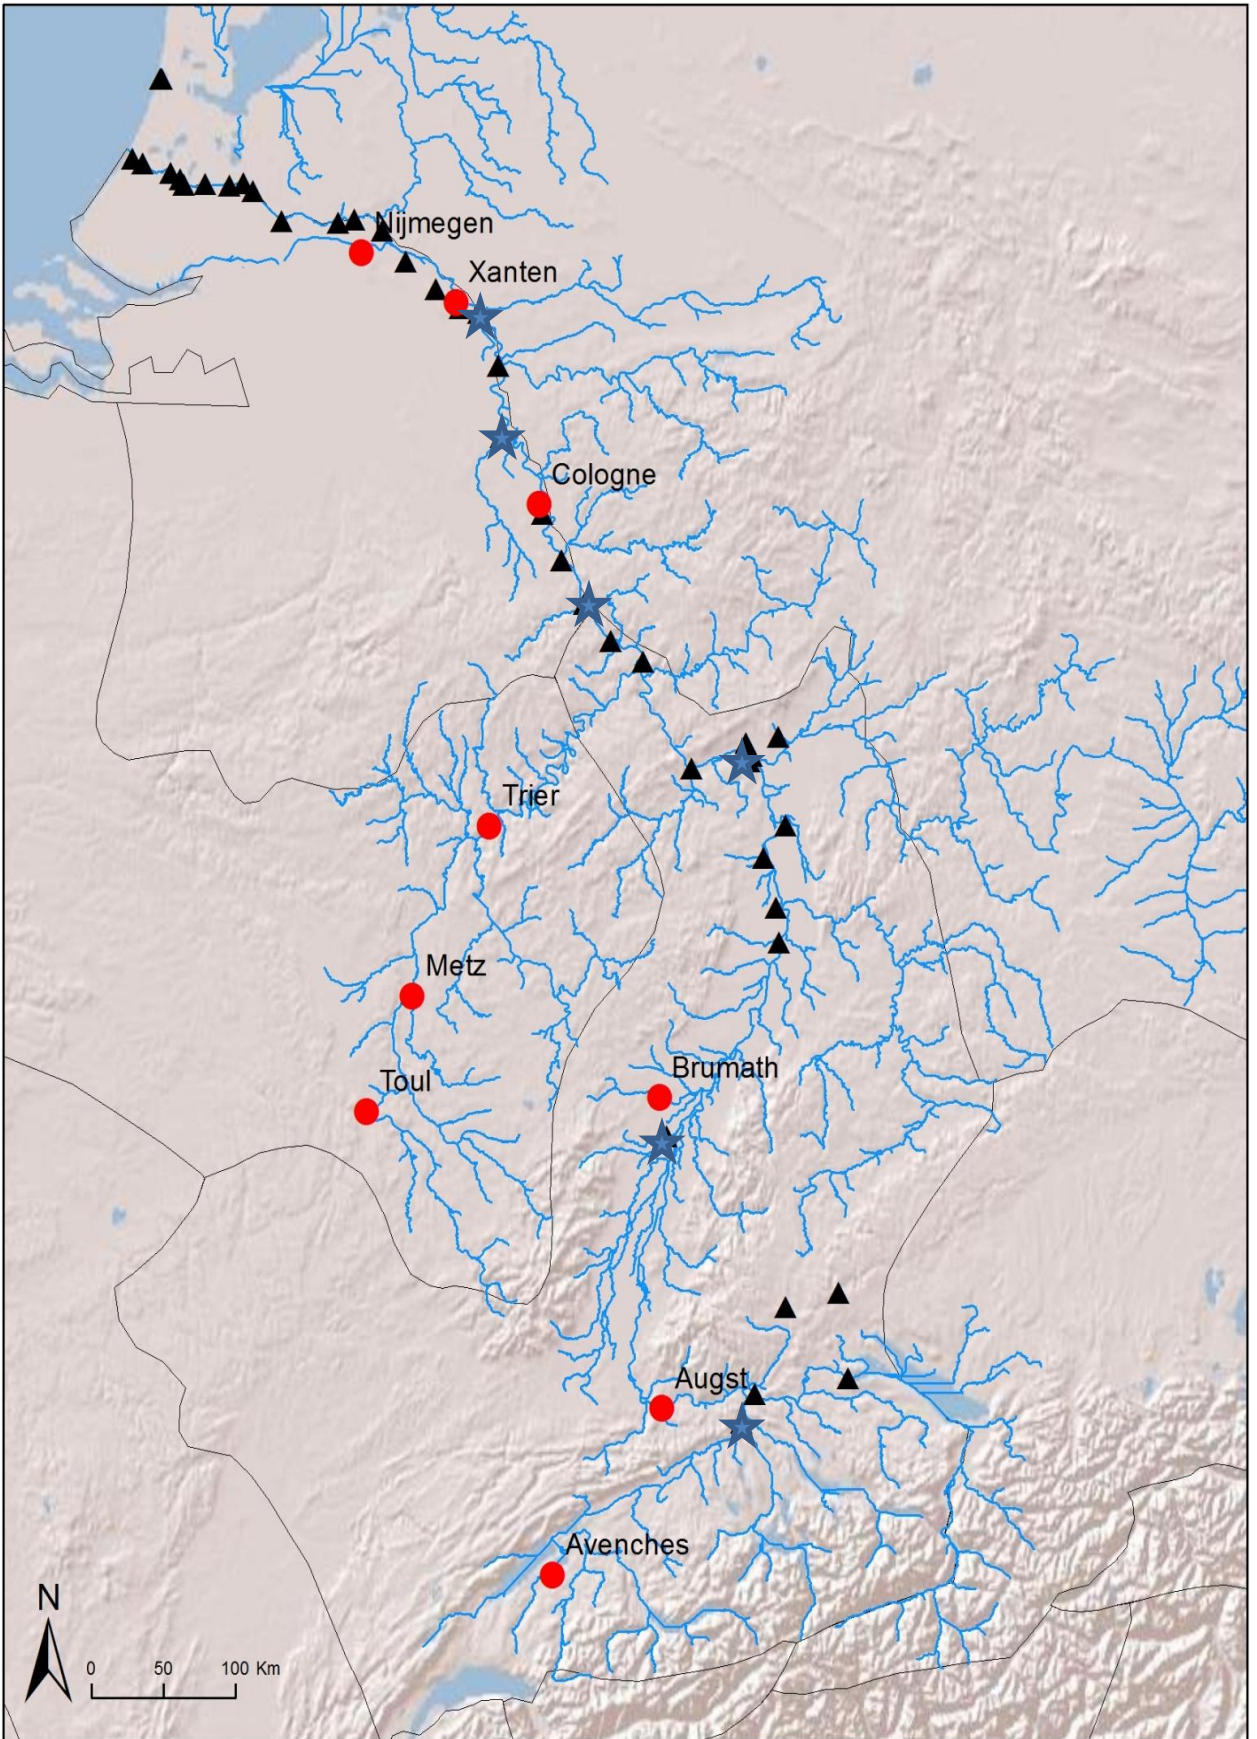 Nijmegen
Xanten
Cologne
Trier
Metz
Brumath
Toul
Augst
Avenches
N
0 50 100 Km